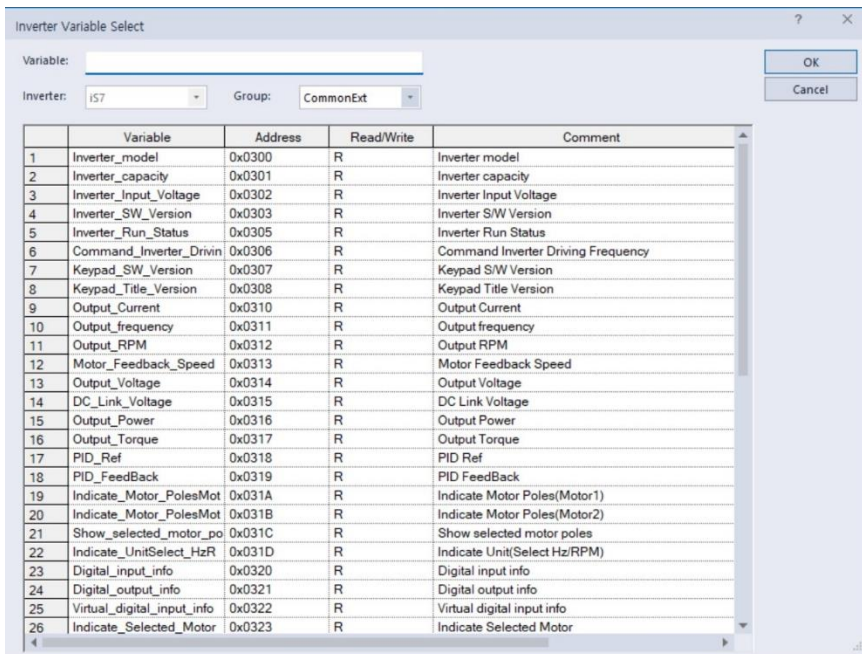 Inverter Variable Select ? ×
Variable:
OK
Inverter: iS7 Group: CommonExt
Cancel
Variable Address Read/Write Comment
1 Inverter_model 0x0300 R Inverter model
2 Inverter_capacity 0x0301 R Inverter capacity
3 Inverter_Input_Voltage 0x0302 R Inverter Input Voltage
4 Inverter_SW_Version 0x0303 R Inverter S/W Version
5 Inverter_Run_Status 0x0305 R Inverter Run Status
6 Command_Inverter_Drivin 0x0306 R Command Inverter Driving Frequency
7 Keypad_SW_Version 0x0307 R Keypad S/W Version
8 Keypad_Title_Version 0x0308 R Keypad Title Version
9 Output_Current 0x0310 R Output Current
10 Output_frequency 0x0311 R Output frequency
11 Output_RPM 0x0312 R Output RPM
12 Motor_Feedback_Speed 0x0313 R Motor Feedback Speed
13 Output_Voltage 0x0314 R Output Voltage
14 DC_Link_Voltage 0x0315 R DC Link Voltage
15 Output_Power 0x0316 R Output Power
16 Output_Torque 0x0317 R Output Torque
17 PID_Ref 0x0318 R PID Ref
18 PID_FeedBack 0x0319 R PID FeedBack
19 Indicate_Motor_PolesMot 0x031A R Indicate Motor Poles(Motor1)
20 Indicate_Motor_PolesMot 0x031B R Indicate Motor Poles(Motor2)
21 Show_selected_motor_po 0x031C R Show selected motor poles
22 Indicate_UnitSelect_HzR 0x031D R Indicate Unit(Select Hz/RPM)
23 Digital_input_info 0x0320 R Digital input info
24 Digital_output_info 0x0321 R Digital output info
25 Virtual_digital_input_info 0x0322 R Virtual digital input info
26 Indicate_Selected_Motor 0x0323 R Indicate Selected Motor